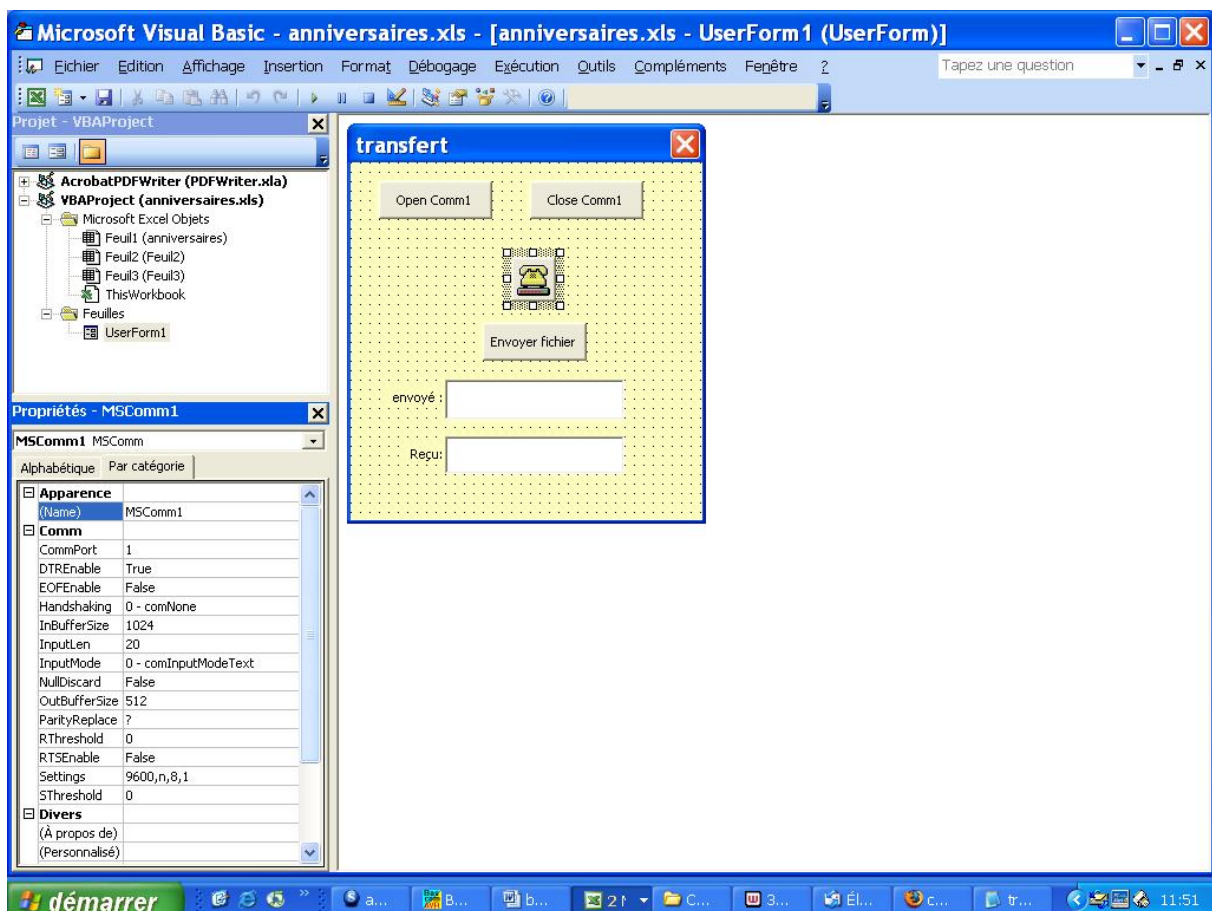 Microsoft Visual Basic - anniversaires.xls - [anniversaires.xls - UserForm1 (UserForm)]
Fichier Edition Affichage Insertion Format Débogage Exécution Outils Compléments Fenêtre ? Tapez une question
Projet - VBAProject
AcrobatPDFWriter (PDFWriter.xla)
VBAProject (anniversaires.xls)
Microsoft Excel Objets
Feuil1 (anniversaires)
Feuil2 (Feuil2)
Feuil3 (Feuil3)
ThisWorkbook
Feuilles
UserForm1
Propriétés - MSComm1
MSComm1 MSComm
Alphabétique Par catégorie
Apparence
(Name) MSComm1
Comm
CommPort 1
DTREnable True
EOFEnable False
Handshaking 0 - comNone
InBufferSize 1024
InputLen 20
InputMode 0 - comInputModeText
NullDiscard False
OutBufferSize 512
ParityReplace ?
RThreshold 0
RTSEnable False
Settings 9600,n,8,1
SThreshold 0
Divers
(À propos de)
(Personnalisé)
transfert
Open Comm1 Close Comm1
Envoyer fichier
envoyé :
Reçu:
démarrer » a... B... b... C... 3... Él... c... tr... 11:51